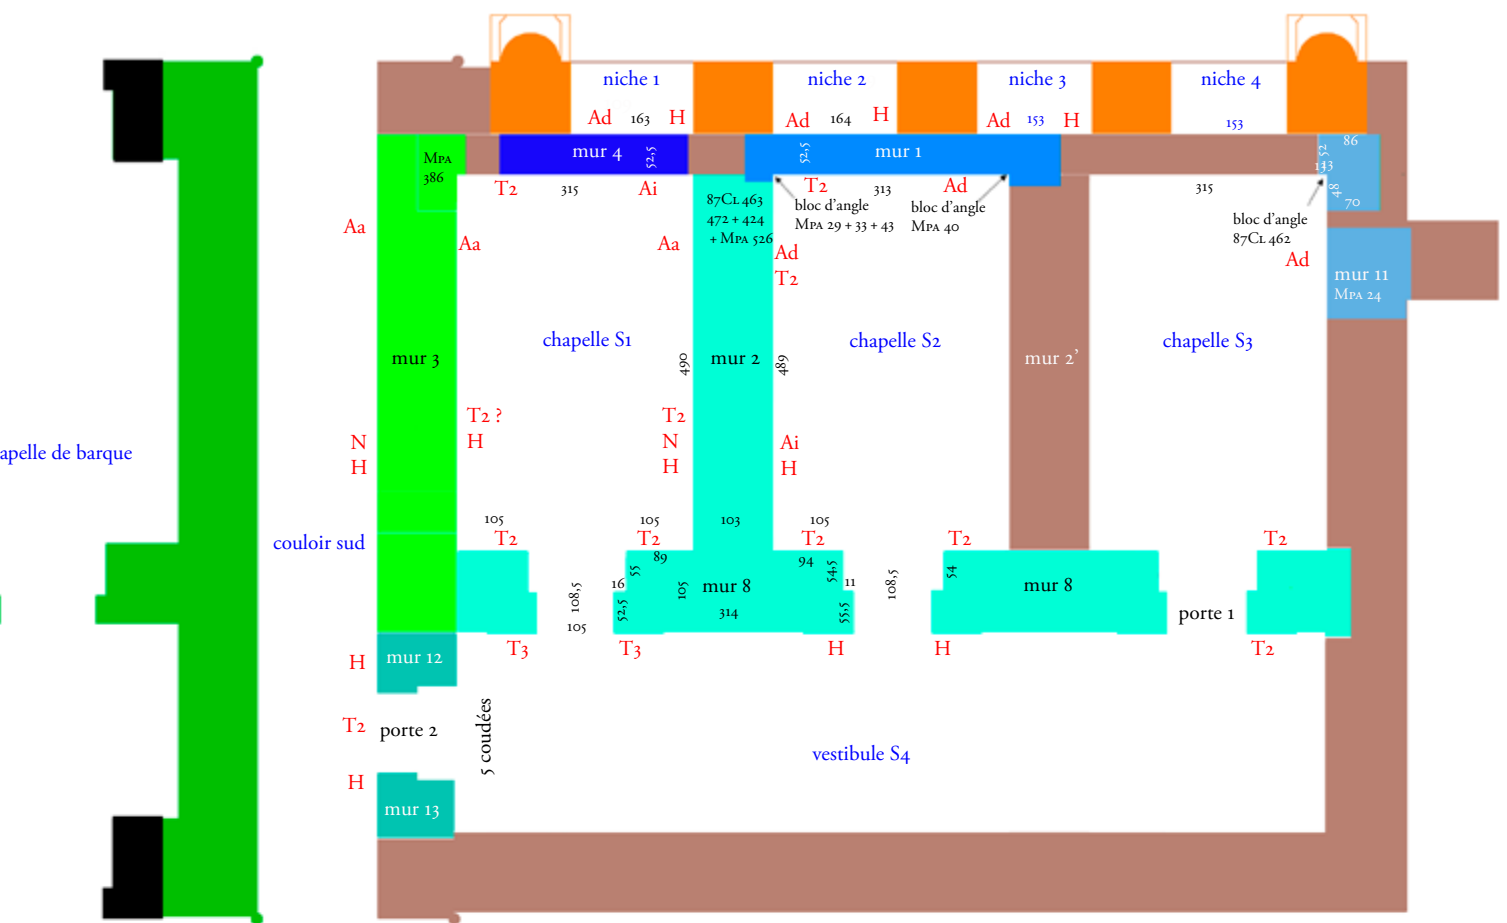 niche 1
niche 2
niche 3
niche 4
Ad 163 H
Ad 164 H
Ad 153 H
153
mur 4 52,5
52,5 mur 1
86
52
133
48
70
MPA
386
T2 315 Ai
T2 313 Ad
315
87CL 463
472 + 424
+ MPA 526
bloc d'angle
MPA 29 + 33 + 43
bloc d'angle
MPA 40
bloc d'angle
87CL 462
Ad
Aa
Aa
Aa
Ad
T2
mur 11
MPA 24
chapelle S1
chapelle S2
chapelle S3
mur 3
490
mur 2
489
mur 2'
apelle de barque
N
H
T2 ?
H
T2
N
H
Ai
H
couloir sud
105
T2
105
T2
103
105
T2
T2
T2
89
55
16
52,5
105
mur 8
314
94
54,5
11
55,5
108,5
105
108,5
54
mur 8
porte 1
T3
T3
H
H
T2
H
mur 12
T2
porte 2
5 coudées
H
mur 13
vestibule S4